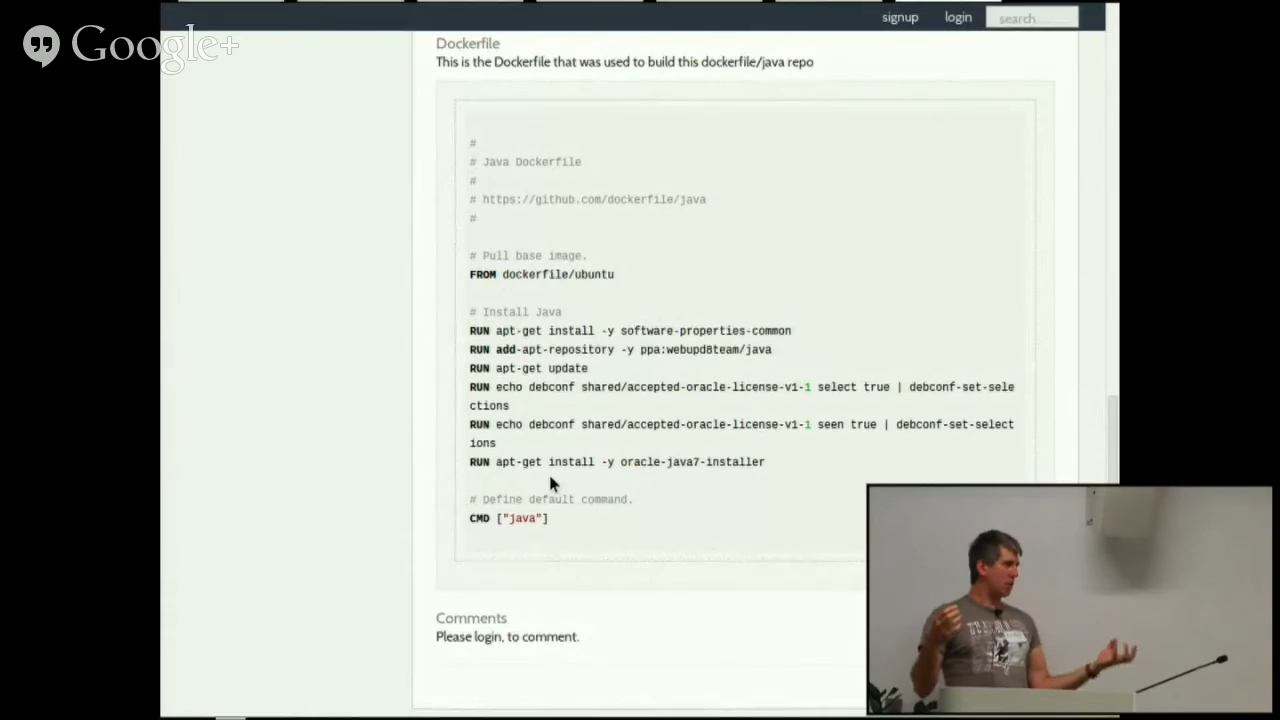 Google+
signup login search
Dockerfile
This is the Dockerfile that was used to build this dockerfile/java repo
#
# Java Dockerfile
#
# https://github.com/dockerfile/java
#
# Pull base image.
FROM dockerfile/ubuntu
# Install Java
RUN apt-get install -y software-properties-common
RUN add-apt-repository -y ppa:webupd8team/java
RUN apt-get update
RUN echo debconf shared/accepted-oracle-license-v1-1 select true | debconf-set-sele
ctions
RUN echo debconf shared/accepted-oracle-license-v1-1 seen true | debconf-set-select
ions
RUN apt-get install -y oracle-java7-installer
# Define default command.
CMD ["java"]
Comments
Please login, to comment.